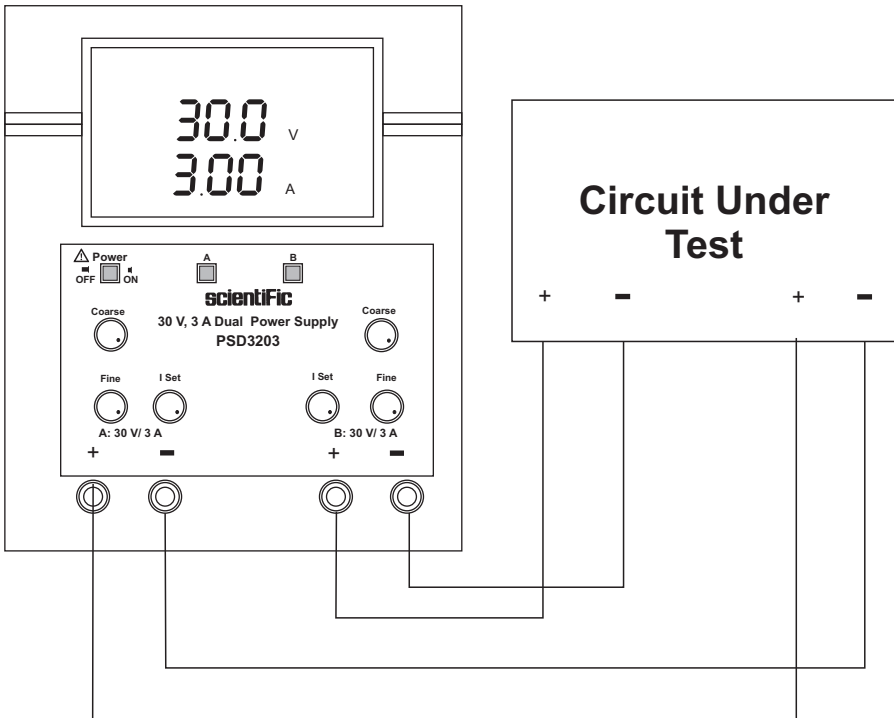 30.0 V
3.00 A
Circuit Under
Test
+ - + -
⚠ Power A B
OFF ON
scientiFic
Coarse Coarse
30 V, 3 A Dual Power Supply
PSD3203
Fine I Set I Set Fine
A: 30 V/ 3 A B: 30 V/ 3 A
+ - + -